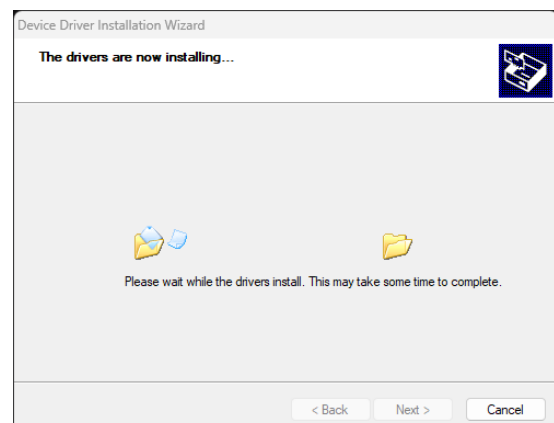 Device Driver Installation Wizard
The drivers are now installing...
Please wait while the drivers install. This may take some time to complete.
< Back Next > Cancel